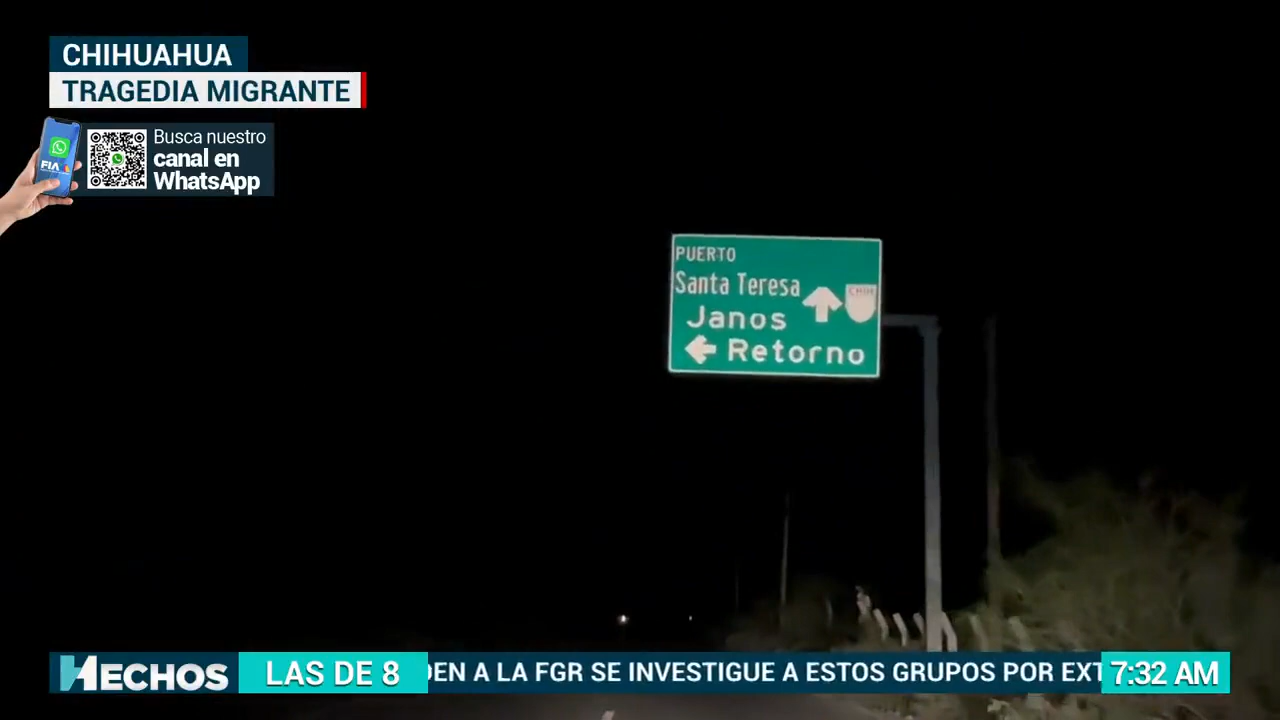 CHIHUAHUA
TRAGEDIA MIGRANTE
Busca nuestro
canal en
WhatsApp
FIA
PUERTO
Santa Teresa
Janos
Retorno
HECHOS
LAS DE 8
DEN A LA FGR SE INVESTIGUE A ESTOS GRUPOS POR EXT
7:32 AM